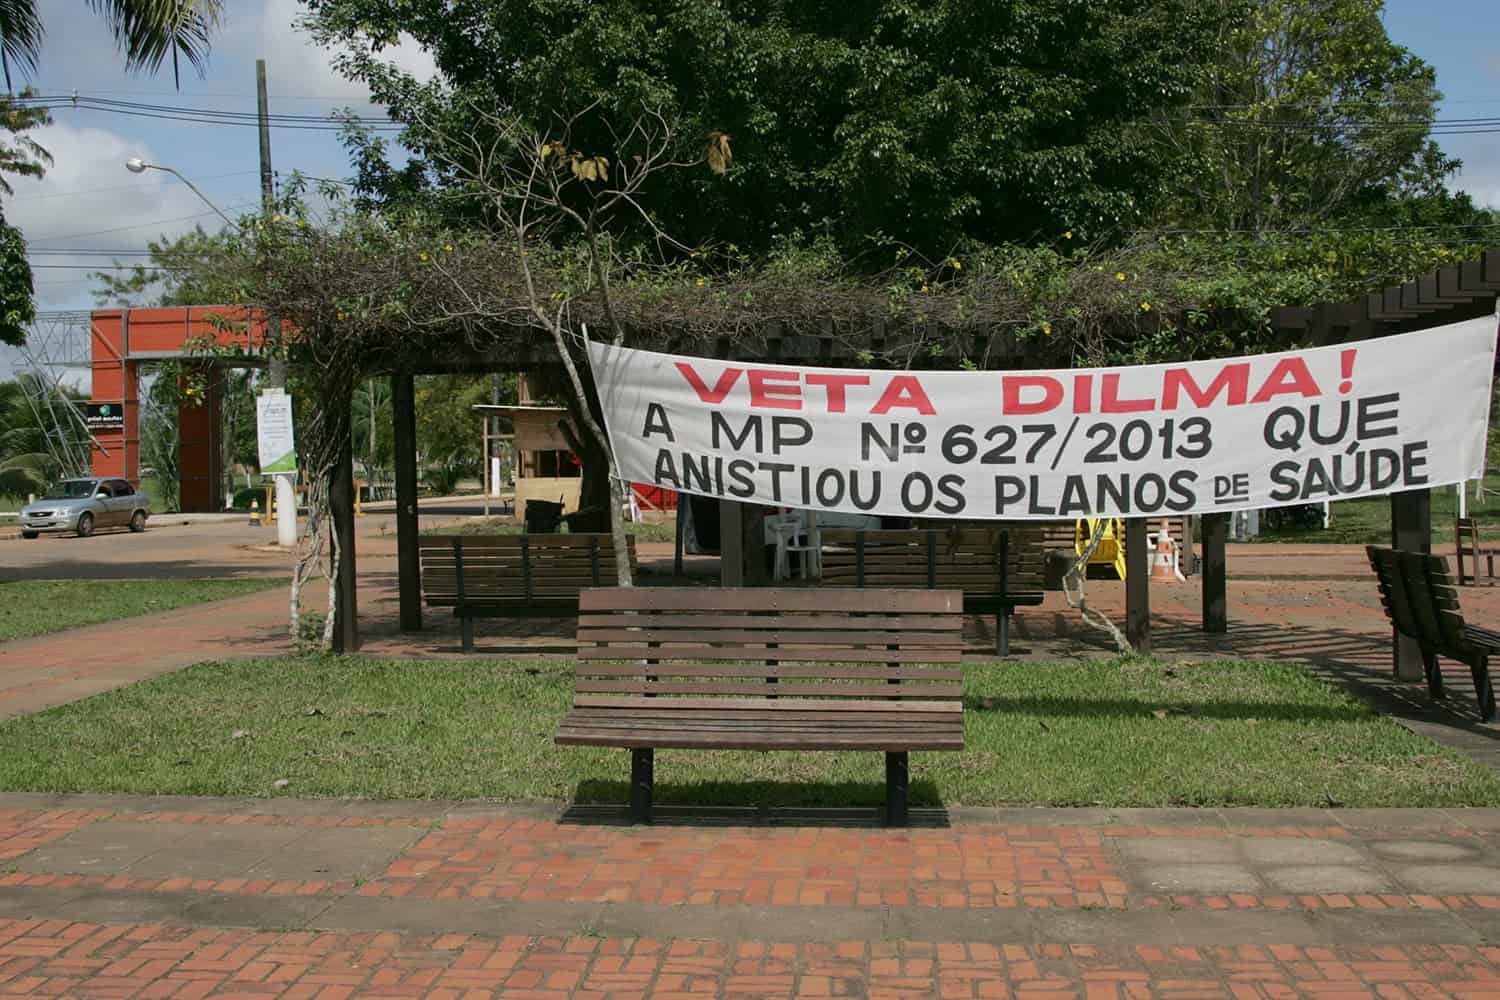 VETA DILMA!
A MP Nº 627/2013 QUE
ANISTIOU OS PLANOS DE SAÚDE